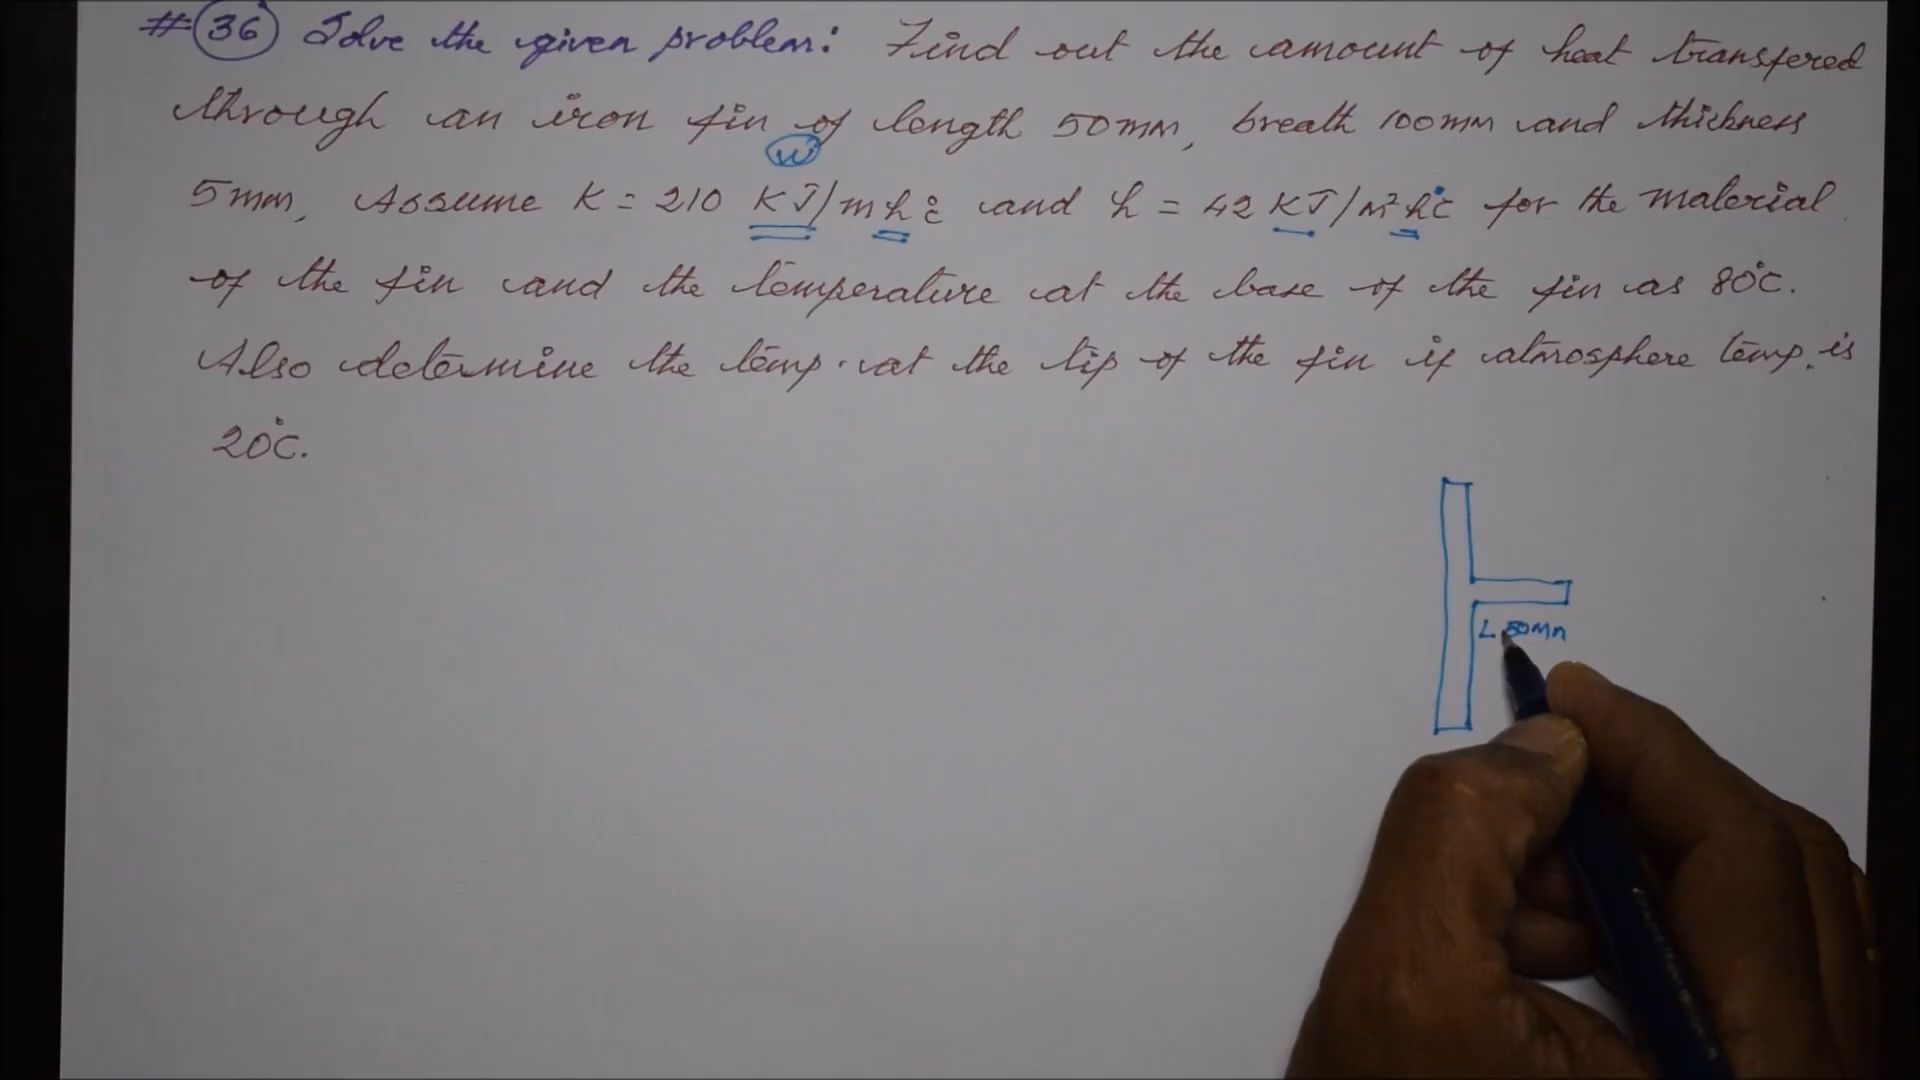 #36 Solve the given problem: Find out the amount of heat transfered
through an iron fin of length 50mm, breath 100mm and thickness
W
5mm, Assume K = 210 KJ/m h °c and h = 42 KJ/m² h°c for the material
of the fin and the temperature at the base of the fin as 80°C.
Also determine the temp. at the tip of the fin if atmosphere temp. is
20°C.
L 50mm